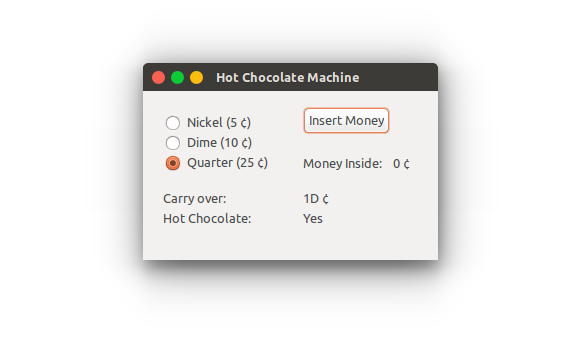 Hot Chocolate Machine
Nickel (5 ¢)
Insert Money
Dime (10 ¢)
Quarter (25 ¢)
Money Inside: 0 ¢
Carry over: 1D ¢
Hot Chocolate: Yes